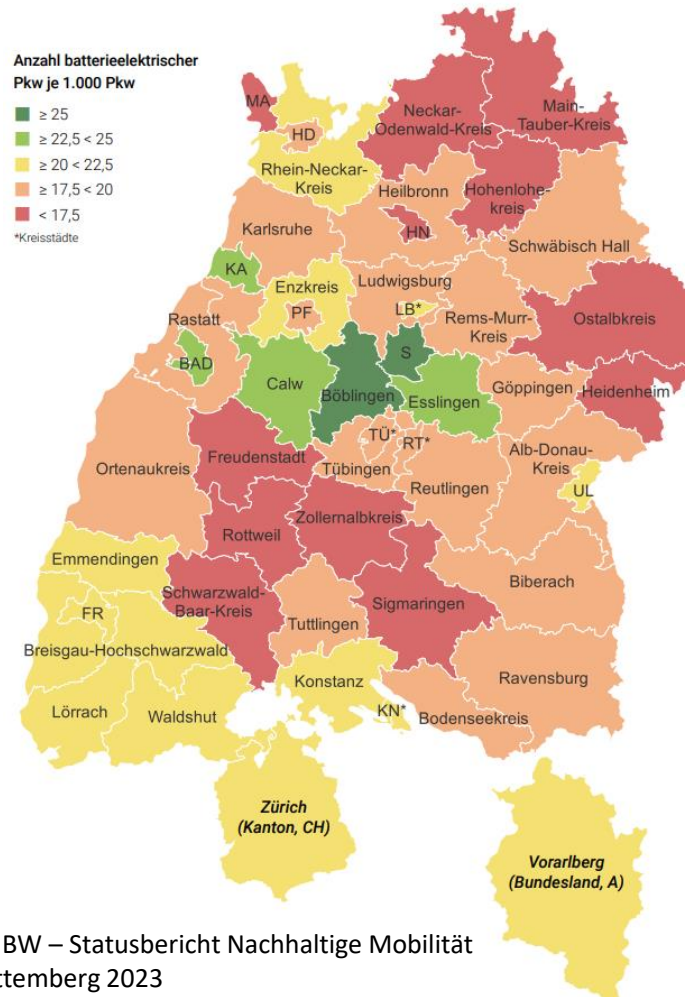 Anzahl batterieelektrischer
Pkw je 1.000 Pkw
≥ 25
≥ 22,5 < 25
≥ 20 < 22,5
≥ 17,5 < 20
< 17,5
*Kreisstädte
MA
Neckar-
Odenwald-Kreis
Main-
Tauber-Kreis
HD
Rhein-Neckar-
Kreis
Heilbronn
Hohenlohe-
kreis
HN
Karlsruhe
Schwäbisch Hall
KA
Enzkreis
Ludwigsburg
PF
LB*
Rems-Murr-
Kreis
Ostalbkreis
Rastatt
BAD
S
Calw
Böblingen
Esslingen
Göppingen
Heidenheim
TÜ*
RT*
Alb-Donau-
Kreis
Freudenstadt
Tübingen
Ortenaukreis
Reutlingen
UL
Zollernalbkreis
Rottweil
Emmendingen
Biberach
Schwarzwald-
Baar-Kreis
Sigmaringen
FR
Tuttlingen
Breisgau-Hochschwarzwald
Konstanz
Ravensburg
Lörrach
Waldshut
KN*
Bodenseekreis
Zürich
(Kanton, CH)
Vorarlberg
(Bundesland, A)
BW – Statusbericht Nachhaltige Mobilität
ttemberg 2023